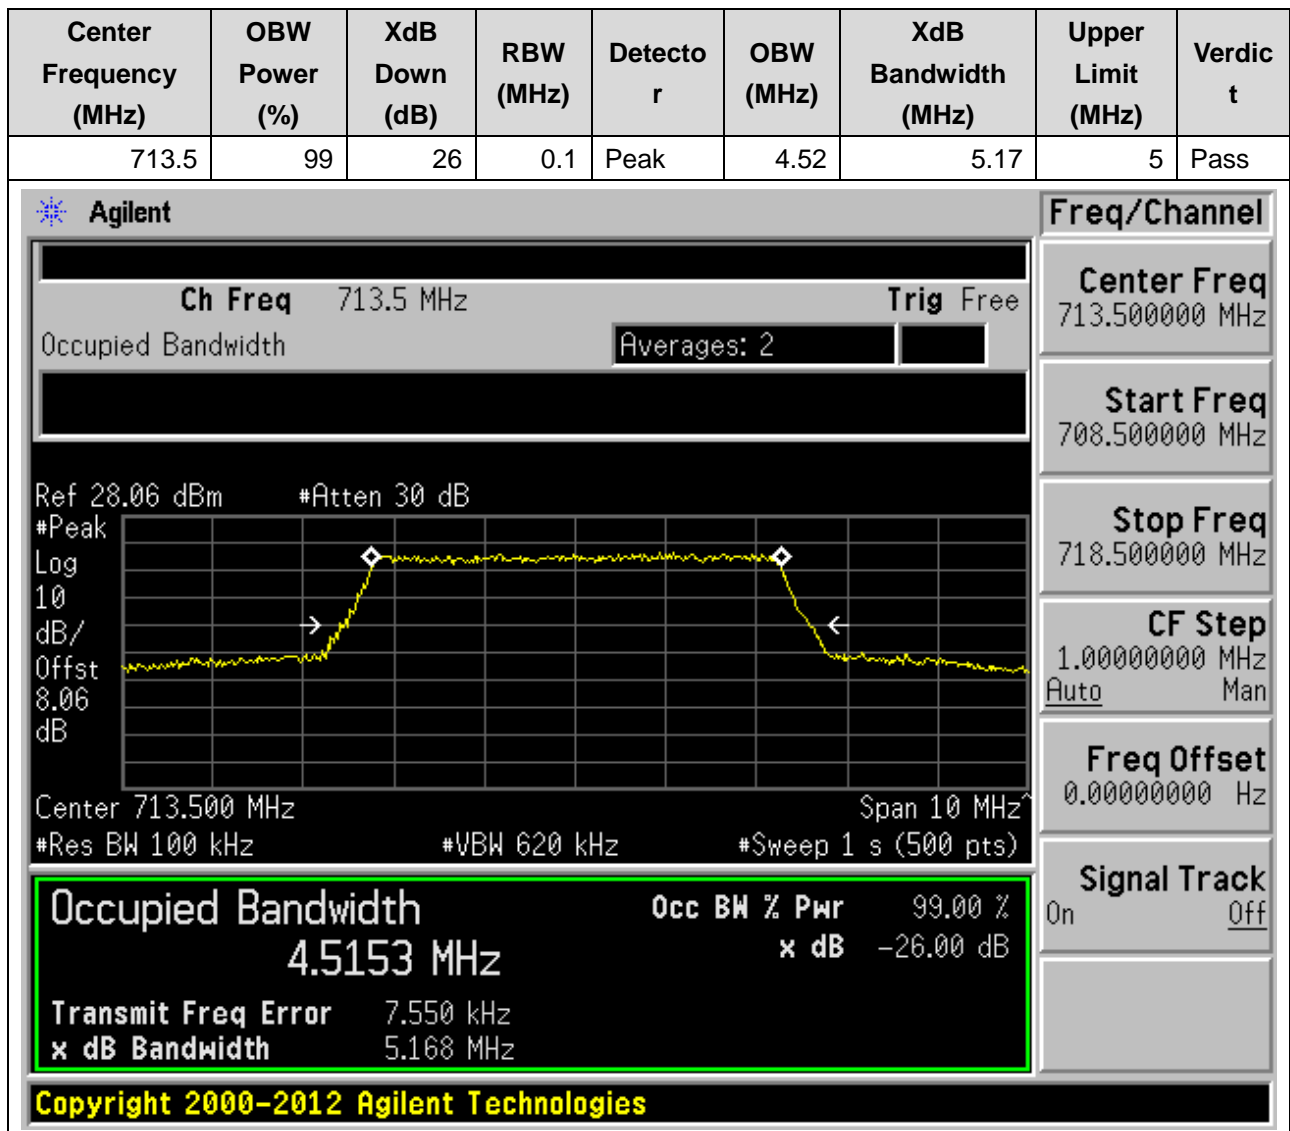 Center Frequency (MHz) OBW Power (%) XdB Down (dB) RBW (MHz) Detecto r OBW (MHz) XdB Bandwidth (MHz) Upper Limit (MHz) Verdic t
713.5 99 26 0.1 Peak 4.52 5.17 5 Pass
Agilent
Freq/Channel
Ch Freq 713.5 MHz Trig Free
Occupied Bandwidth Averages: 2
Center Freq
713.500000 MHz
Start Freq
708.500000 MHz
Stop Freq
718.500000 MHz
CF Step
1.00000000 MHz
Auto Man
Freq Offset
0.00000000 Hz
Signal Track
On Off
Ref 28.06 dBm #Atten 30 dB
#Peak
Log
10
dB/
Offst
8.06
dB
Center 713.500 MHz Span 10 MHz^
#Res BW 100 kHz #VBW 620 kHz #Sweep 1 s (500 pts)
Occupied Bandwidth Occ BW % Pwr 99.00 %
4.5153 MHz x dB -26.00 dB
Transmit Freq Error 7.550 kHz
x dB Bandwidth 5.168 MHz
Copyright 2000-2012 Agilent Technologies